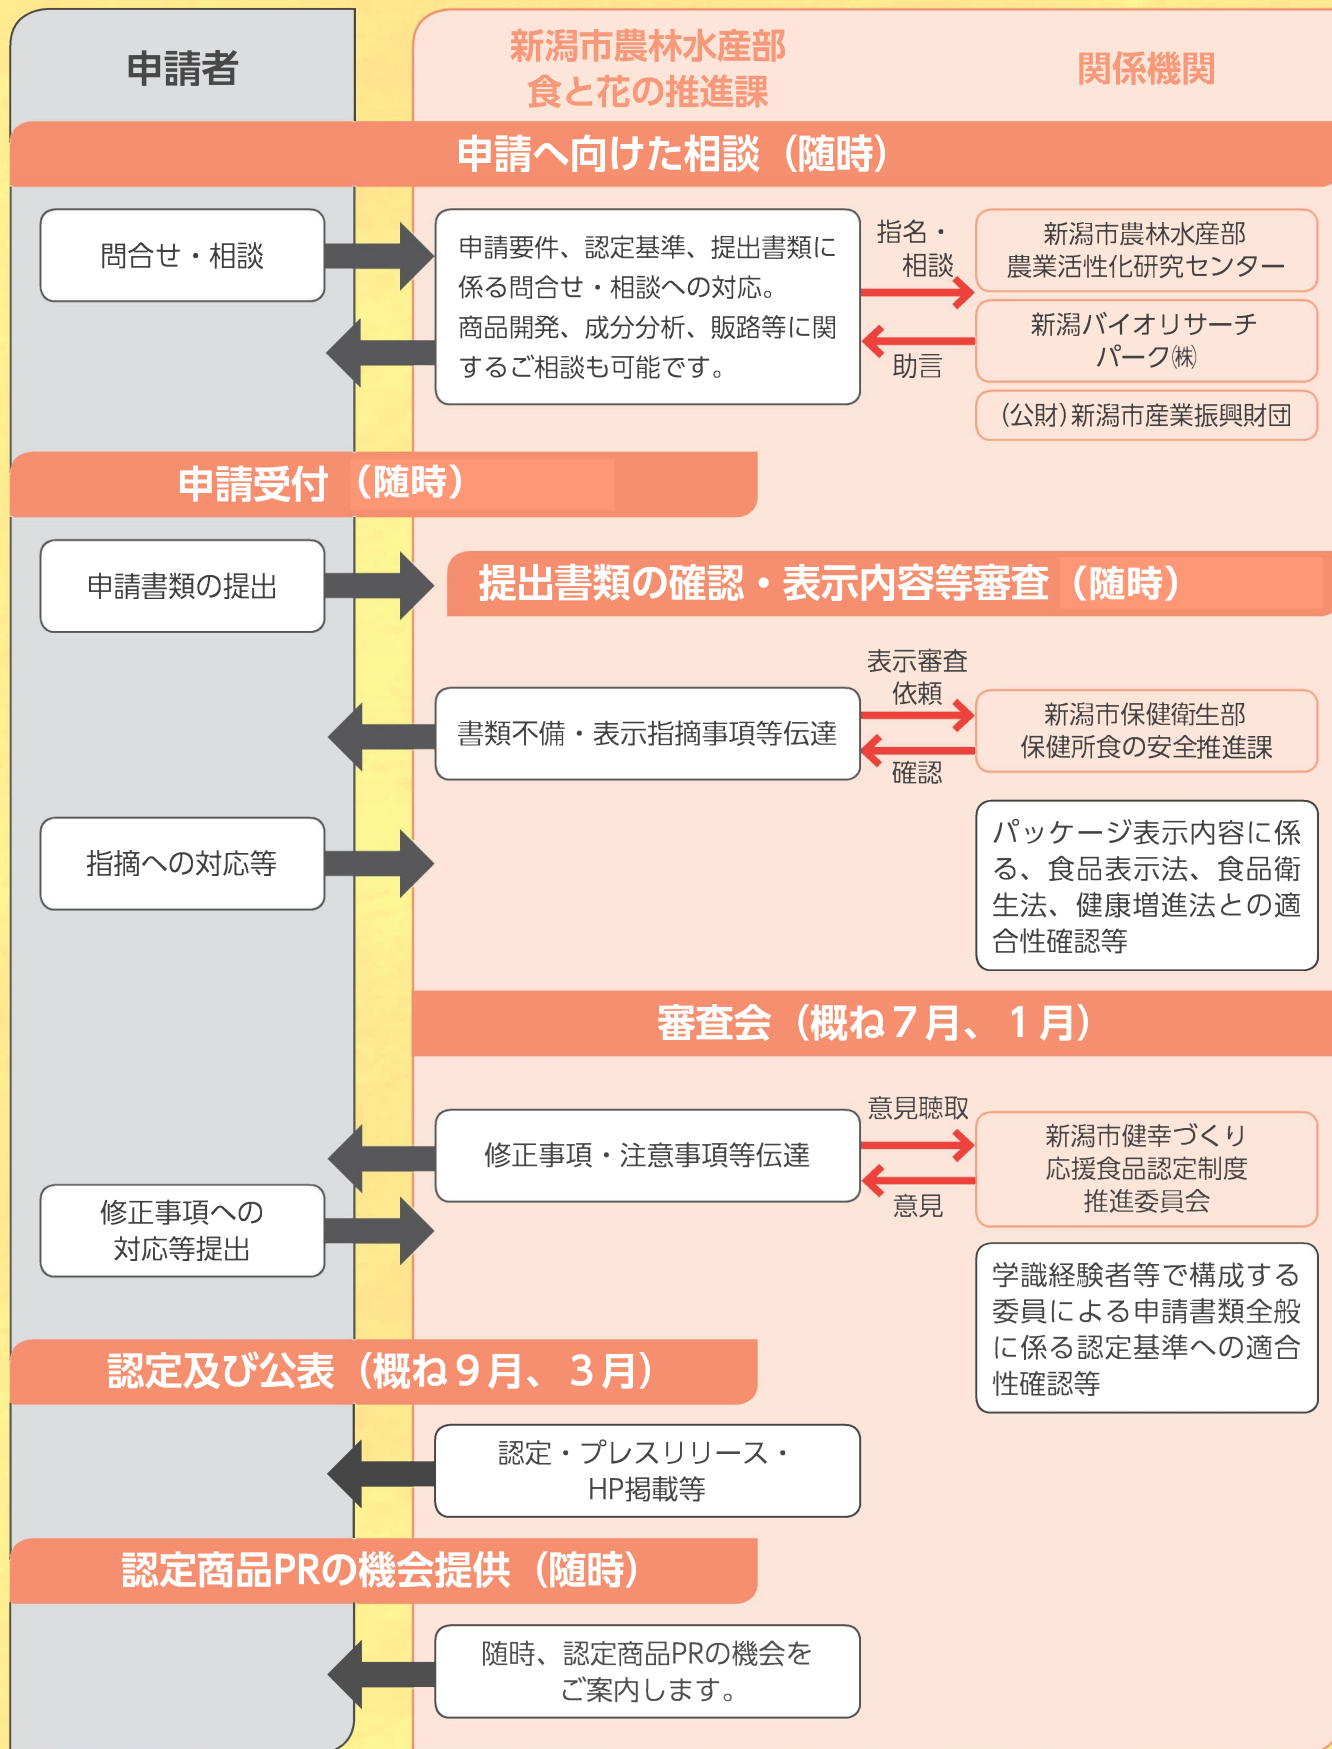 申請者
新潟市農林水産部
食と花の推進課
関係機関
申請へ向けた相談（随時）
問合せ・相談
申請要件、認定基準、提出書類に
係る問合せ・相談への対応。
商品開発、成分分析、販路等に関
するご相談も可能です。
指名・
相談
助言
新潟市農林水産部
農業活性化研究センター
新潟バイオリサーチ
パーク㈱
（公財）新潟市産業振興財団
申請受付（随時）
申請書類の提出
提出書類の確認・表示内容等審査（随時）
書類不備・表示指摘事項等伝達
表示審査
依頼
確認
新潟市保健衛生部
保健所食の安全推進課
指摘への対応等
パッケージ表示内容に係
る、食品表示法、食品衛
生法、健康増進法との適
合性確認等
審査会（概ね７月、１月）
修正事項・注意事項等伝達
意見聴取
意見
新潟市健幸づくり
応援食品認定制度
推進委員会
修正事項への
対応等提出
学識経験者等で構成する
委員による申請書類全般
に係る認定基準への適合
性確認等
認定及び公表（概ね９月、３月）
認定・プレスリリース・
HP掲載等
認定商品PRの機会提供（随時）
随時、認定商品PRの機会を
ご案内します。